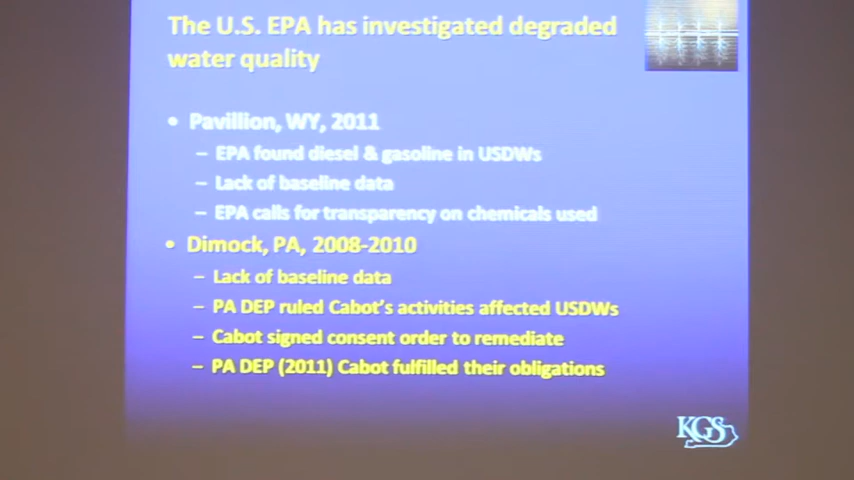 The U.S. EPA has investigated degraded
water quality
• Pavillion, WY, 2011
– EPA found diesel & gasoline in USDWs
– Lack of baseline data
– EPA calls for transparency on chemicals used
• Dimock, PA, 2008-2010
– Lack of baseline data
– PA DEP ruled Cabot's activities affected USDWs
– Cabot signed consent order to remediate
– PA DEP (2011) Cabot fulfilled their obligations
KGS